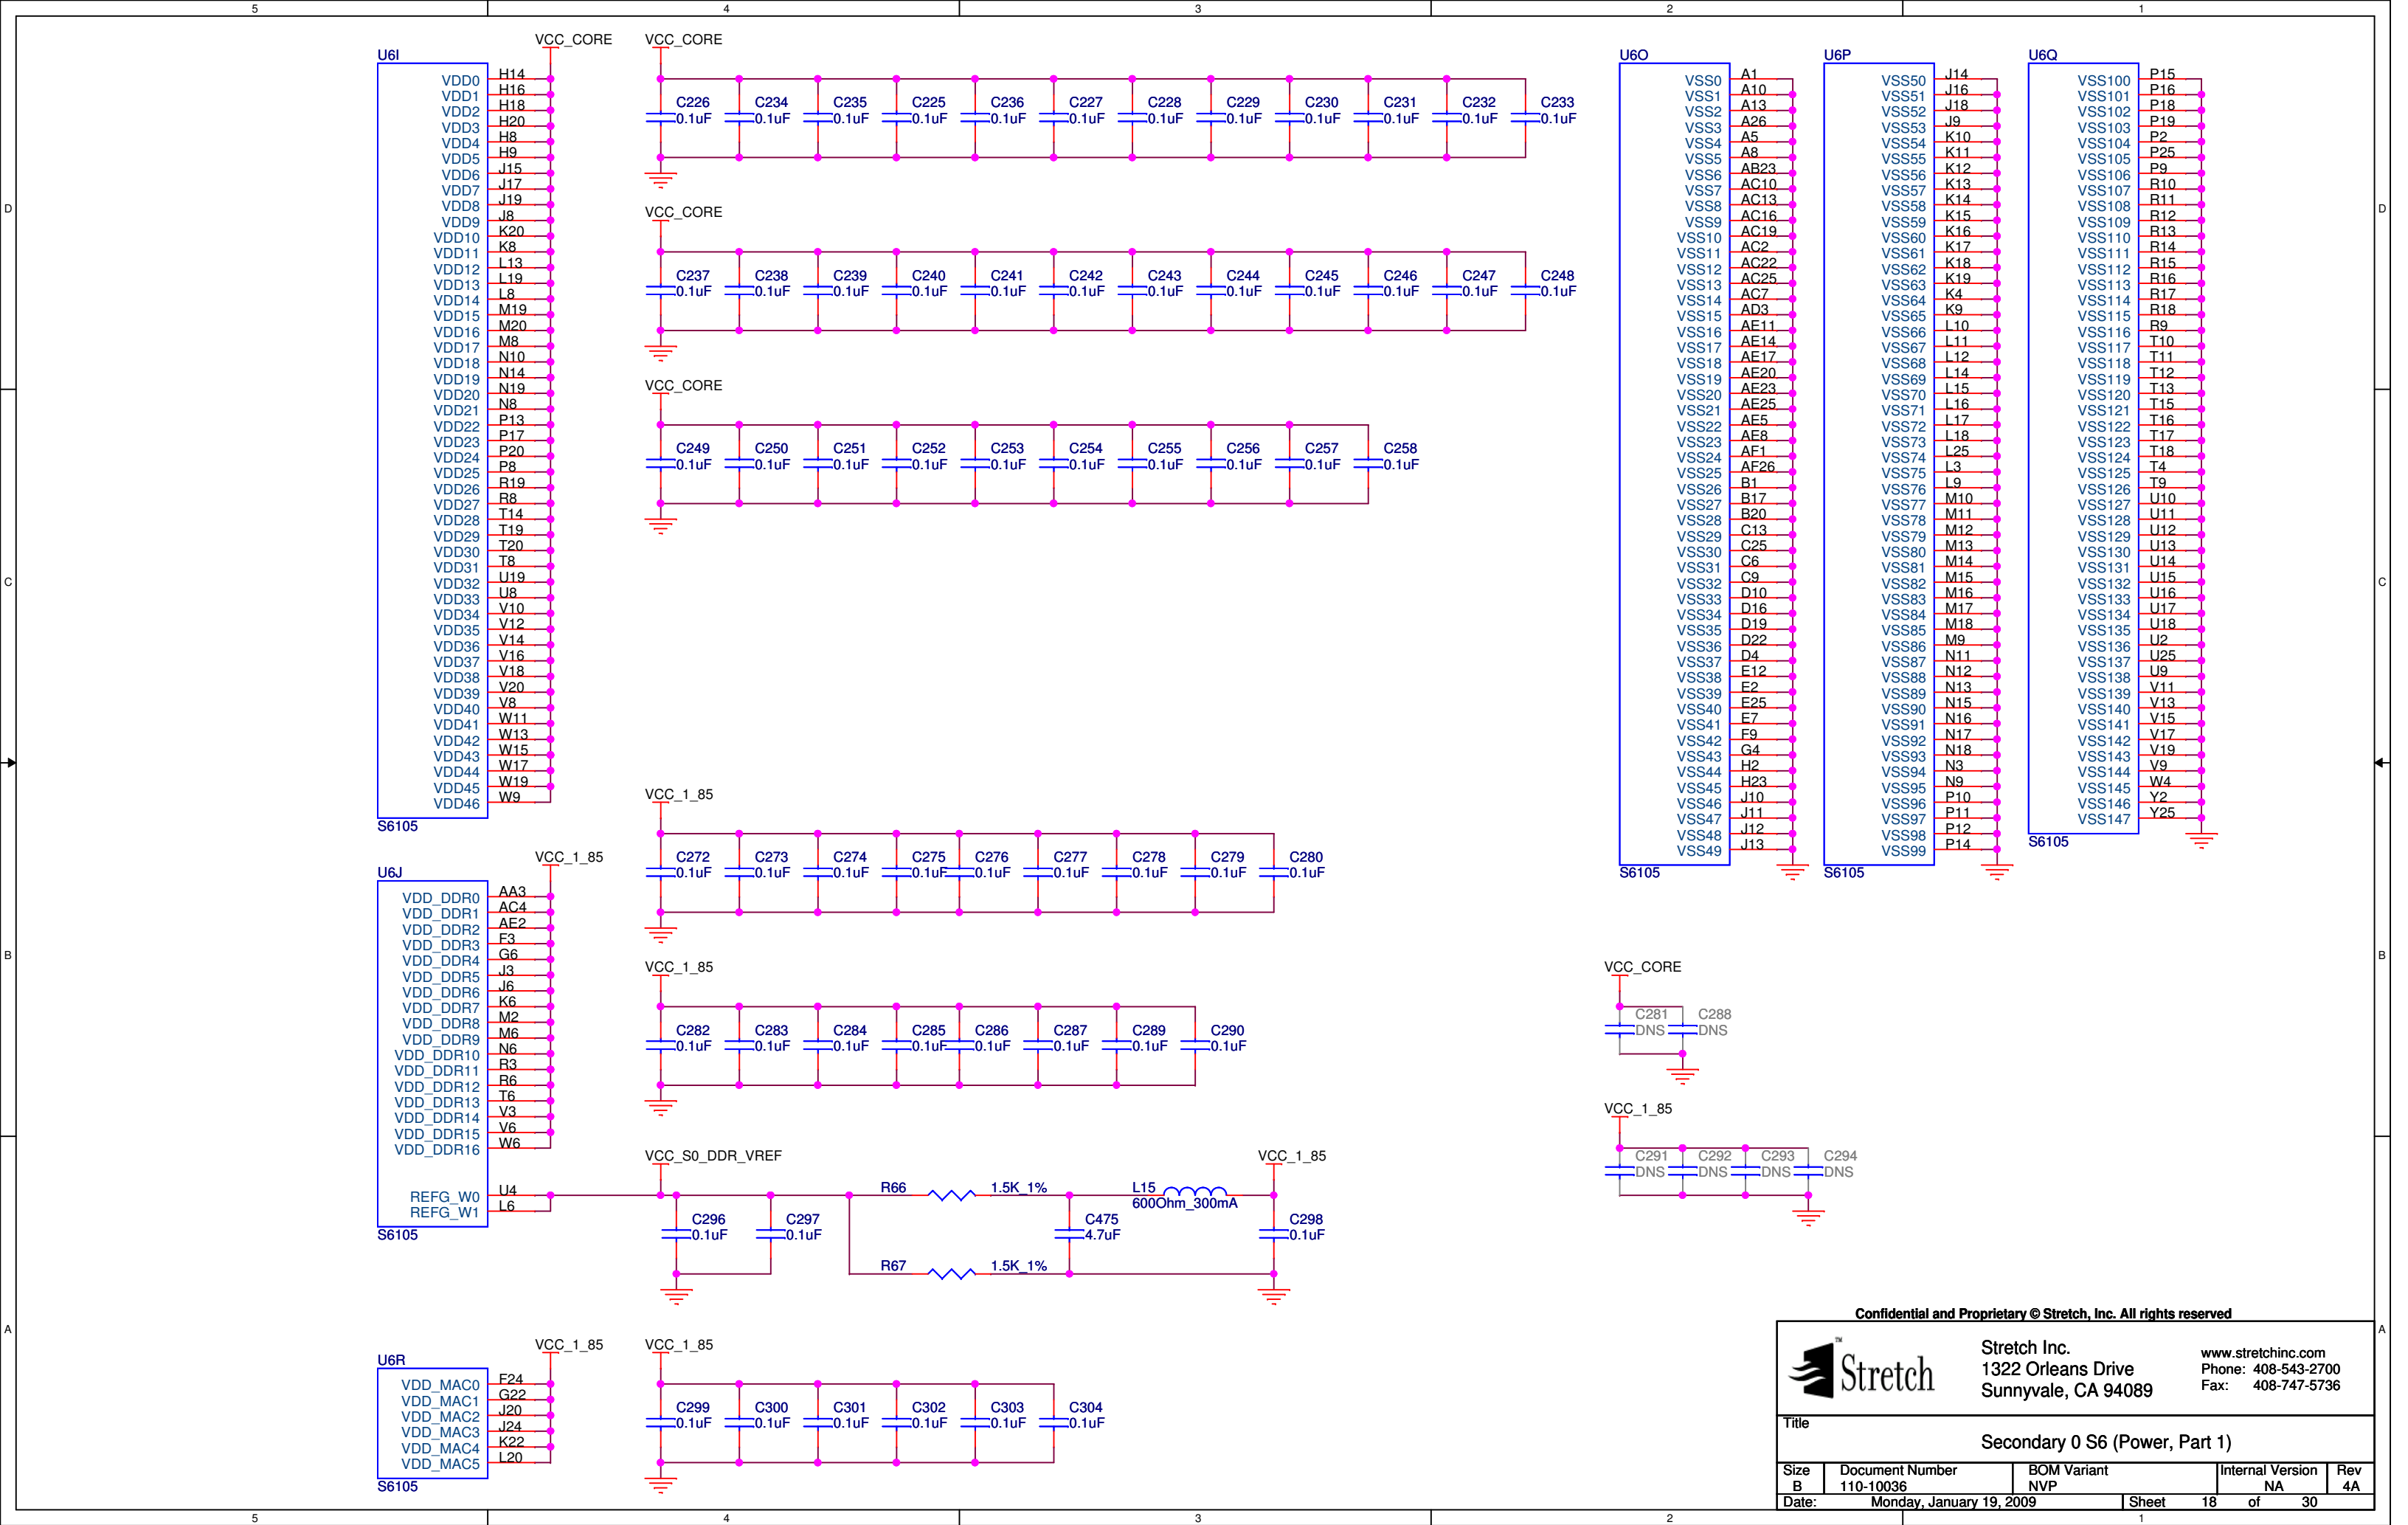 5 4 3 2 1
U6I
VCC_CORE
VDD0 H14
VDD1 H16
VDD2 H18
VDD3 H20
VDD4 H8
VDD5 H9
VDD6 J15
VDD7 J17
VDD8 J19
VDD9 J8
VDD10 K20
VDD11 K8
VDD12 L13
VDD13 L19
VDD14 L8
VDD15 M19
VDD16 M20
VDD17 M8
VDD18 N10
VDD19 N14
VDD20 N19
VDD21 N8
VDD22 P13
VDD23 P17
VDD24 P20
VDD25 P8
VDD26 R19
VDD27 R8
VDD28 T14
VDD29 T19
VDD30 T20
VDD31 T8
VDD32 U19
VDD33 U8
VDD34 V10
VDD35 V12
VDD36 V14
VDD37 V16
VDD38 V18
VDD39 V20
VDD40 V8
VDD41 W11
VDD42 W13
VDD43 W15
VDD44 W17
VDD45 W19
VDD46 W9
S6105
VCC_CORE
C226 C234 C235 C225 C236 C227 C228 C229 C230 C231 C232 C233
0.1uF 0.1uF 0.1uF 0.1uF 0.1uF 0.1uF 0.1uF 0.1uF 0.1uF 0.1uF 0.1uF 0.1uF
VCC_CORE
C237 C238 C239 C240 C241 C242 C243 C244 C245 C246 C247 C248
0.1uF 0.1uF 0.1uF 0.1uF 0.1uF 0.1uF 0.1uF 0.1uF 0.1uF 0.1uF 0.1uF 0.1uF
VCC_CORE
C249 C250 C251 C252 C253 C254 C255 C256 C257 C258
0.1uF 0.1uF 0.1uF 0.1uF 0.1uF 0.1uF 0.1uF 0.1uF 0.1uF 0.1uF
U6O
VSS0 A1
VSS1 A10
VSS2 A13
VSS3 A26
VSS4 A5
VSS5 A8
VSS6 AB23
VSS7 AC10
VSS8 AC13
VSS9 AC16
VSS10 AC19
VSS11 AC2
VSS12 AC22
VSS13 AC25
VSS14 AC7
VSS15 AD3
VSS16 AE11
VSS17 AE14
VSS18 AE17
VSS19 AE20
VSS20 AE23
VSS21 AE25
VSS22 AE5
VSS23 AE8
VSS24 AF1
VSS25 AF26
VSS26 B1
VSS27 B17
VSS28 B20
VSS29 C13
VSS30 C25
VSS31 C6
VSS32 C9
VSS33 D10
VSS34 D16
VSS35 D19
VSS36 D22
VSS37 D4
VSS38 E12
VSS39 E2
VSS40 E25
VSS41 E7
VSS42 F9
VSS43 G4
VSS44 H2
VSS45 H23
VSS46 J10
VSS47 J11
VSS48 J12
VSS49 J13
S6105
U6P
VSS50 J14
VSS51 J16
VSS52 J18
VSS53 J9
VSS54 K10
VSS55 K11
VSS56 K12
VSS57 K13
VSS58 K14
VSS59 K15
VSS60 K16
VSS61 K17
VSS62 K18
VSS63 K19
VSS64 K4
VSS65 K9
VSS66 L10
VSS67 L11
VSS68 L12
VSS69 L14
VSS70 L15
VSS71 L16
VSS72 L17
VSS73 L18
VSS74 L25
VSS75 L3
VSS76 L9
VSS77 M10
VSS78 M11
VSS79 M12
VSS80 M13
VSS81 M14
VSS82 M15
VSS83 M16
VSS84 M17
VSS85 M18
VSS86 M9
VSS87 N11
VSS88 N12
VSS89 N13
VSS90 N15
VSS91 N16
VSS92 N17
VSS93 N18
VSS94 N3
VSS95 N9
VSS96 P10
VSS97 P11
VSS98 P12
VSS99 P14
S6105
U6Q
VSS100 P15
VSS101 P16
VSS102 P18
VSS103 P19
VSS104 P2
VSS105 P25
VSS106 P9
VSS107 R10
VSS108 R11
VSS109 R12
VSS110 R13
VSS111 R14
VSS112 R15
VSS113 R16
VSS114 R17
VSS115 R18
VSS116 R9
VSS117 T10
VSS118 T11
VSS119 T12
VSS120 T13
VSS121 T15
VSS122 T16
VSS123 T17
VSS124 T18
VSS125 T4
VSS126 T9
VSS127 U10
VSS128 U11
VSS129 U12
VSS130 U13
VSS131 U14
VSS132 U15
VSS133 U16
VSS134 U17
VSS135 U18
VSS136 U2
VSS137 U25
VSS138 U9
VSS139 V11
VSS140 V13
VSS141 V15
VSS142 V17
VSS143 V19
VSS144 V9
VSS145 W4
VSS146 Y2
VSS147 Y25
S6105
D D
C C
B B
A A
VCC_1_85
C272 C273 C274 C275 C276 C277 C278 C279 C280
0.1uF 0.1uF 0.1uF 0.1uF 0.1uF 0.1uF 0.1uF 0.1uF 0.1uF
U6J
VCC_1_85
VDD_DDR0 AA3
VDD_DDR1 AC4
VDD_DDR2 AE2
VDD_DDR3 F3
VDD_DDR4 G6
VDD_DDR5 J3
VDD_DDR6 J6
VDD_DDR7 K6
VDD_DDR8 M2
VDD_DDR9 M6
VDD_DDR10 N6
VDD_DDR11 R3
VDD_DDR12 R6
VDD_DDR13 T6
VDD_DDR14 V3
VDD_DDR15 V6
VDD_DDR16 W6
REFG_W0 U4
REFG_W1 L6
S6105
VCC_1_85
C282 C283 C284 C285 C286 C287 C289 C290
0.1uF 0.1uF 0.1uF 0.1uF 0.1uF 0.1uF 0.1uF 0.1uF
VCC_S0_DDR_VREF
VCC_1_85
R66 1.5K_1% L15
600Ohm_300mA
C296 C297 C475 C298
0.1uF 0.1uF 4.7uF 0.1uF
R67 1.5K_1%
VCC_CORE
C281 C288
DNS DNS
VCC_1_85
C291 C292 C293 C294
DNS DNS DNS DNS
U6R
VCC_1_85
VDD_MAC0 F24
VDD_MAC1 G22
VDD_MAC2 J20
VDD_MAC3 J24
VDD_MAC4 K22
VDD_MAC5 L20
S6105
VCC_1_85
C299 C300 C301 C302 C303 C304
0.1uF 0.1uF 0.1uF 0.1uF 0.1uF 0.1uF
Confidential and Proprietary © Stretch, Inc. All rights reserved
Stretch ™
Stretch Inc.
1322 Orleans Drive
Sunnyvale, CA 94089
www.stretchinc.com
Phone: 408-543-2700
Fax: 408-747-5736
Title
Secondary 0 S6 (Power, Part 1)
Size Document Number BOM Variant Internal Version Rev
B 110-10036 NVP NA 4A
Date: Monday, January 19, 2009 Sheet 18 of 30
5 4 3 2 1